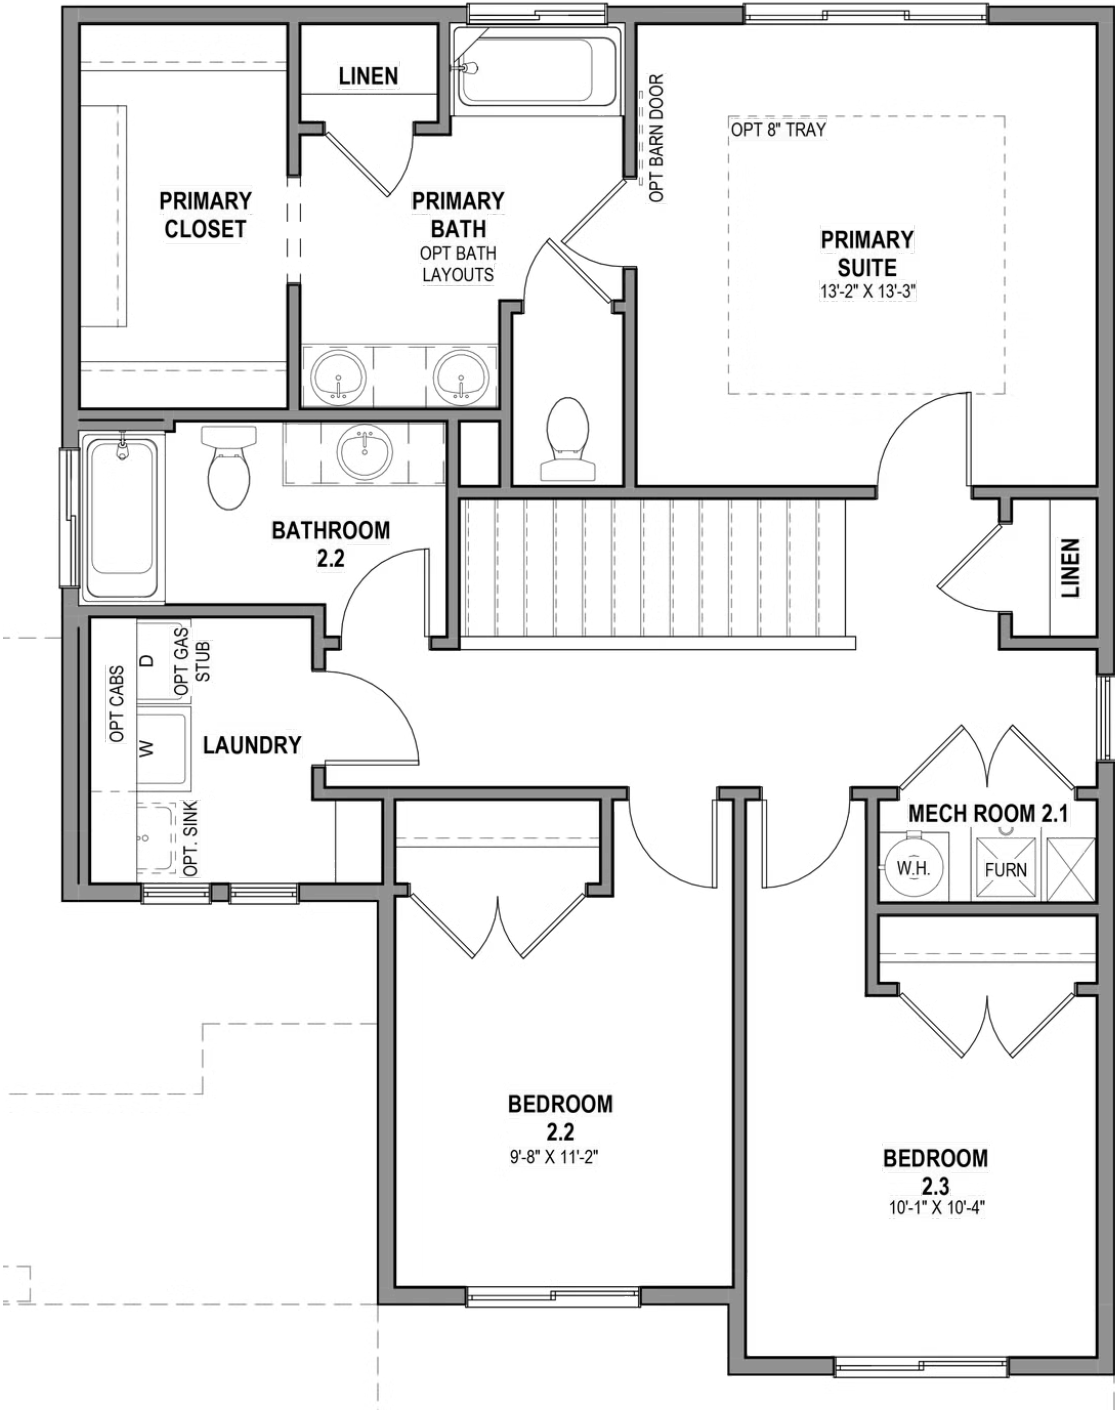 LINEN
OPT BARN DOOR
OPT 8" TRAY
PRIMARY
CLOSET
PRIMARY
BATH
OPT BATH
LAYOUTS
PRIMARY
SUITE
13'-2" X 13'-3"
BATHROOM
2.2
LINEN
OPT CABS
D
OPT GAS
STUB
W
LAUNDRY
OPT. SINK
MECH ROOM 2.1
W.H.
FURN
BEDROOM
2.2
9'-8" X 11'-2"
BEDROOM
2.3
10'-1" X 10'-4"